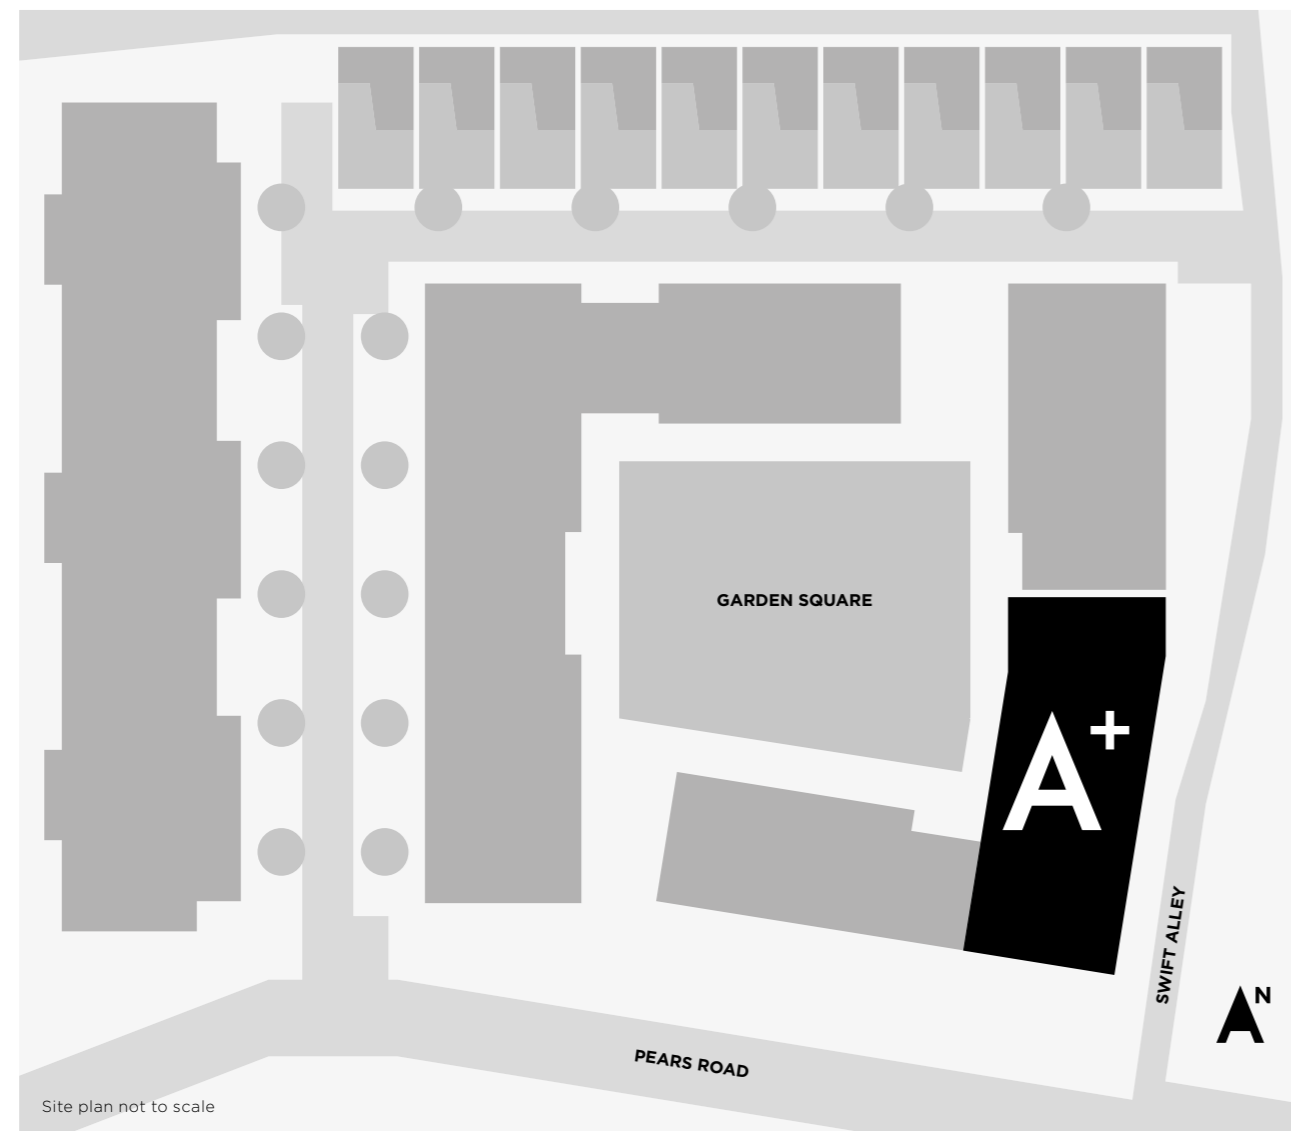 GARDEN SQUARE
A+
SWIFT ALLEY
N
PEARS ROAD
Site plan not to scale